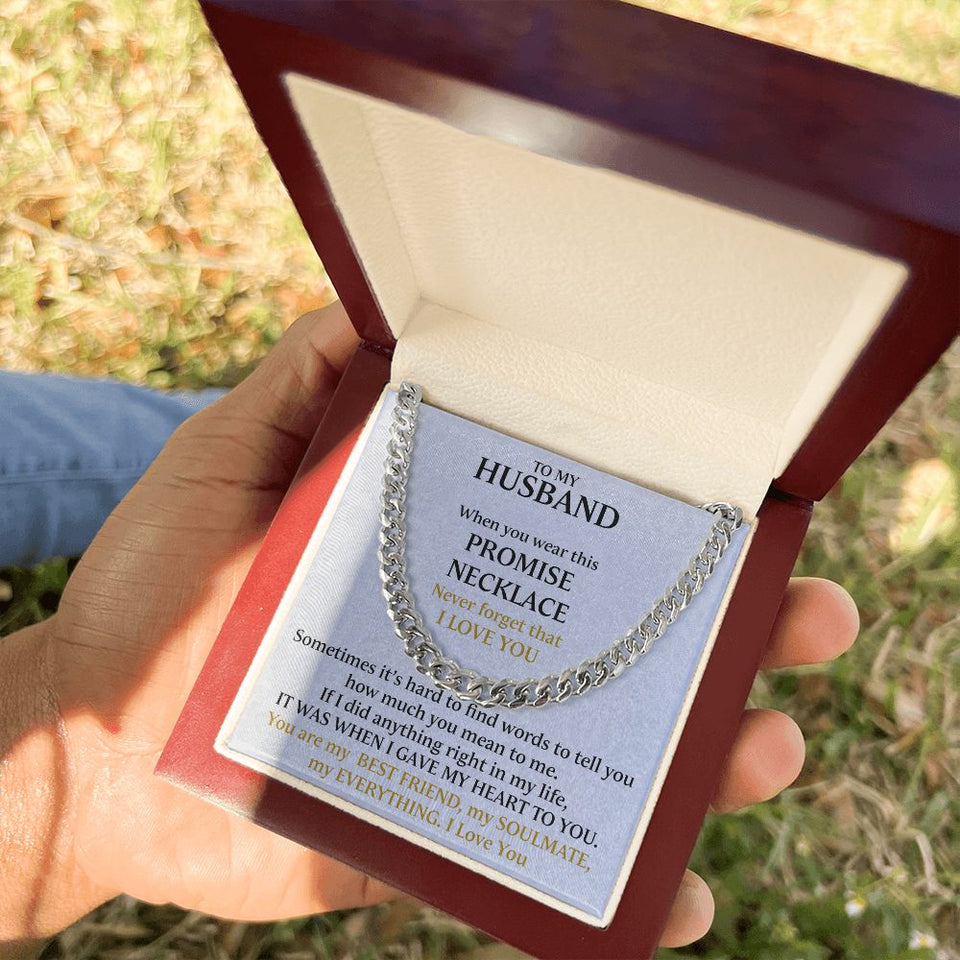 TO MY
HUSBAND
When you wear this
PROMISE
NECKLACE
Never forget that
I LOVE YOU
Sometimes it's hard to find words to tell you
how much you mean to me.
If I did anything right in my life,
IT WAS WHEN I GAVE MY HEART TO YOU.
You are my BEST FRIEND, my SOULMATE,
my EVERYTHING. I Love You